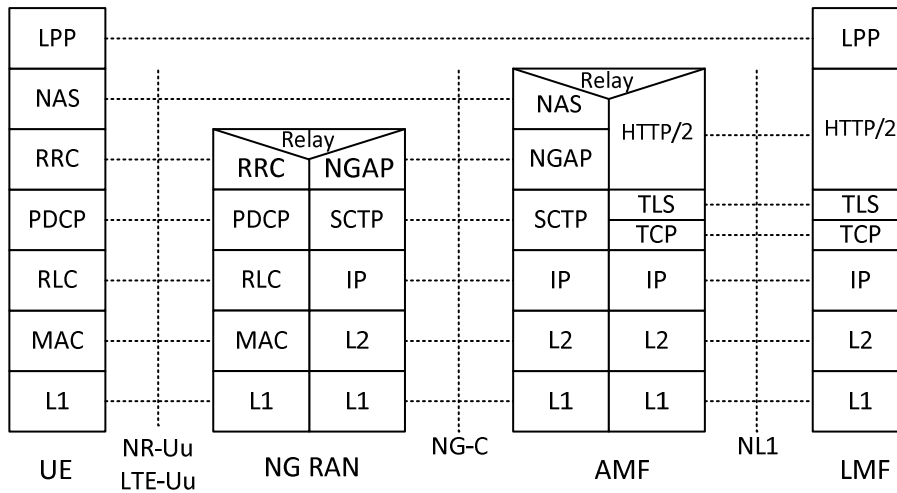 LPP
LPP
Relay
NAS
NAS
HTTP/2
HTTP/2
Relay
RRC
RRC
NGAP
NGAP
PDCP
PDCP
SCTP
SCTP
TLS
TLS
TCP
TCP
RLC
RLC
IP
IP
IP
IP
MAC
MAC
L2
L2
L2
L2
L1
L1
L1
L1
L1
L1
NR-Uu
LTE-Uu
NG-C
NL1
UE
NG RAN
AMF
LMF